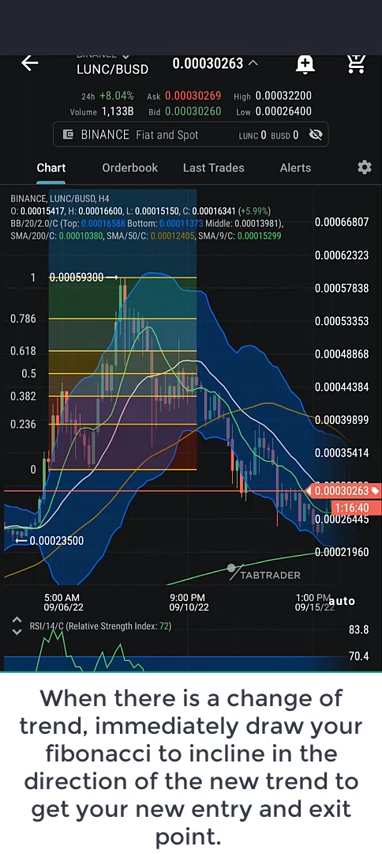 BINANCE
LUNC/BUSD
0.00030263
24h +8.04% Ask 0.00030269 High 0.00032200
Volume 1,133B Bid 0.00030260 Low 0.00026400
BINANCE Fiat and Spot LUNC 0 BUSD 0
Chart Orderbook Last Trades Alerts
BINANCE, LUNC/BUSD, H4
O: 0.00015417, H: 0.00016600, L: 0.00015150, C: 0.00016341 (+5.99%)
BB/20/2.0/C (Top: 0.00016588 Bottom: 0.00011373 Middle: 0.00013981),
SMA/200/C: 0.00010380, SMA/50/C: 0.00012405, SMA/9/C: 0.00015299
0.00066807
0.00062323
1 0.00059300
0.00057838
0.786
0.00053353
0.618
0.00048868
0.5
0.00044384
0.382
0.00039899
0.236
0.00035414
0
0.00030263
1:16:40
0.00026445
0.00023500
0.00021960
TABTRADER
5:00 AM 9:00 PM 1:00 PM
09/06/22 09/10/22 09/15/22
auto
RSI/14/C (Relative Strength Index: 72)
83.8
70.4
When there is a change of
trend, immediately draw your
fibonacci to incline in the
direction of the new trend to
get your new entry and exit
point.